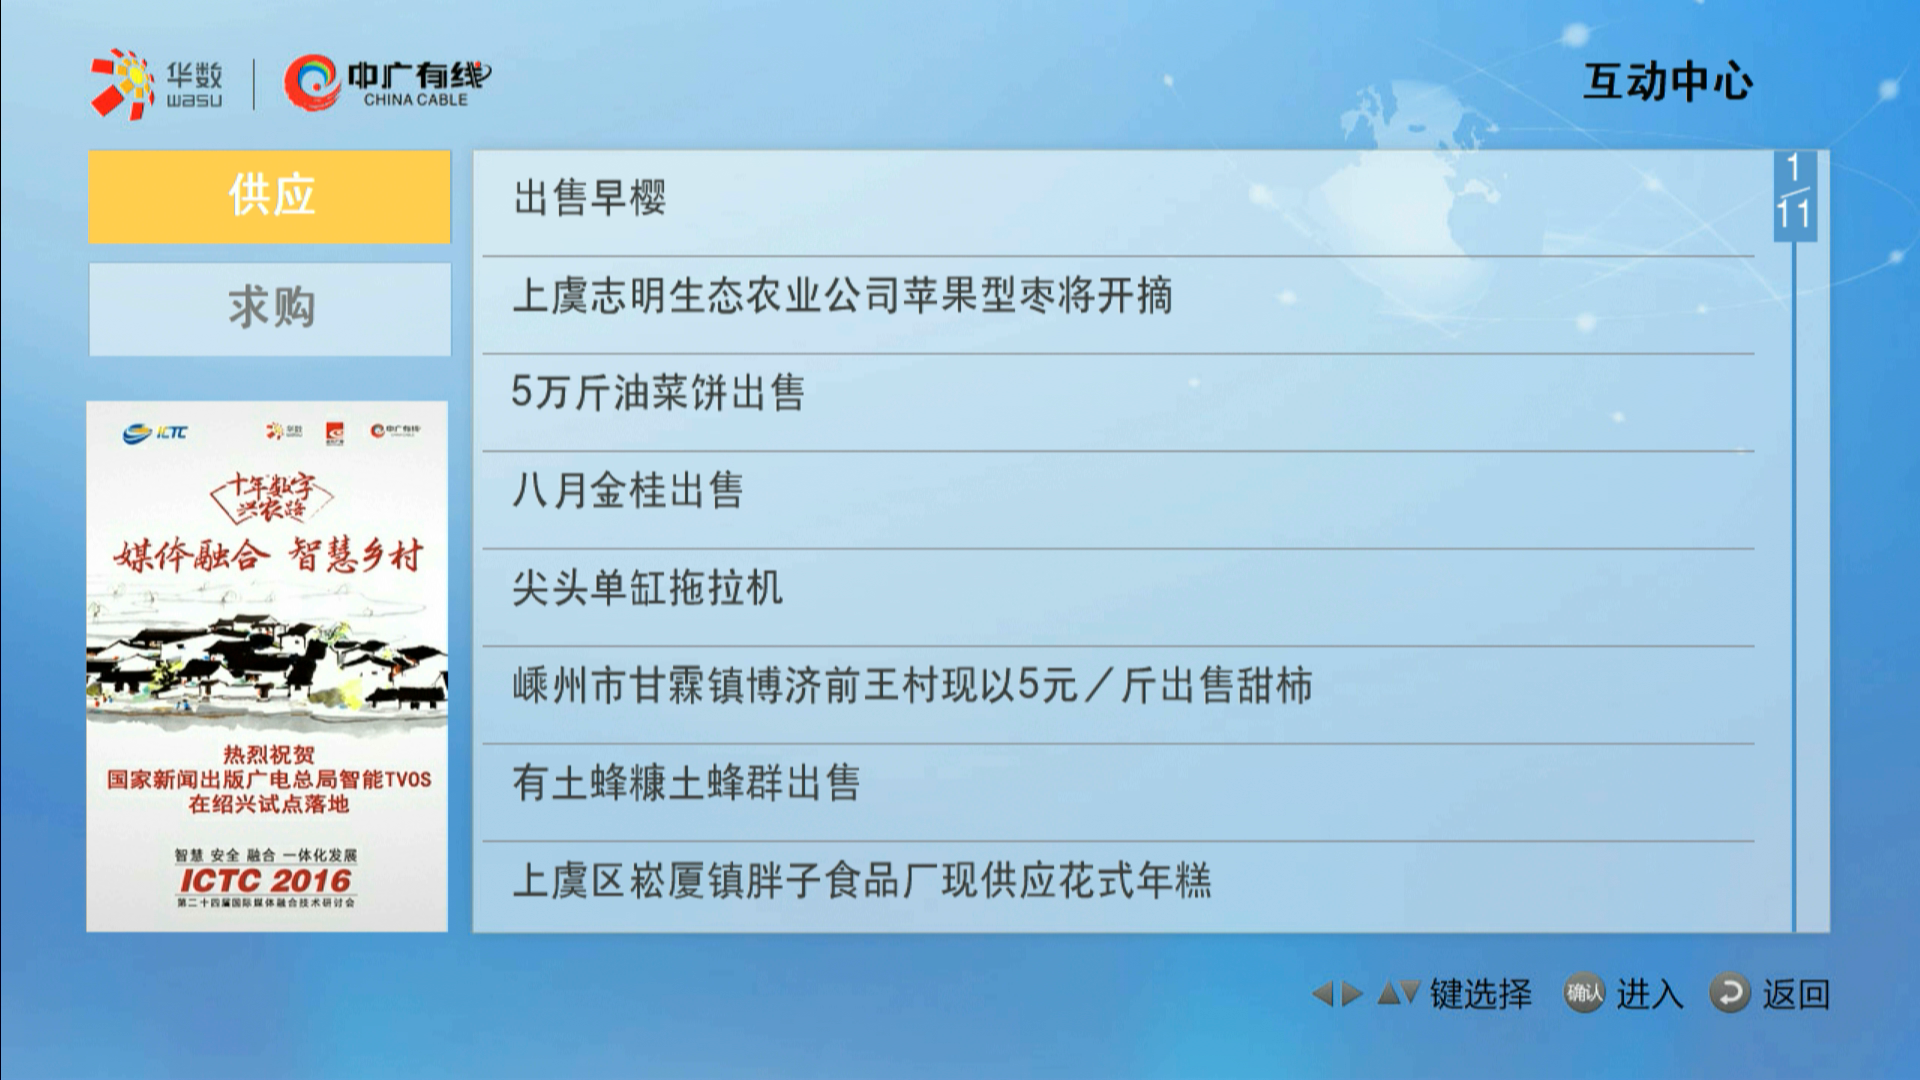 华数
wasu
中广有线
CHINA CABLE
互动中心
供应
求购
ICTC
华数
中广有线
十年数字
兴农路
媒体融合 智慧乡村
热烈祝贺
国家新闻出版广电总局智能TVOS
在绍兴试点落地
智慧 安全 融合 一体化发展
ICTC 2016
第二十四届国际媒体融合技术研讨会
出售早樱
上虞志明生态农业公司苹果型枣将开摘
5万斤油菜饼出售
八月金桂出售
尖头单缸拖拉机
嵊州市甘霖镇博济前王村现以5元／斤出售甜柿
有土蜂糠土蜂群出售
上虞区崧厦镇胖子食品厂现供应花式年糕
1/11
键选择
确认 进入
返回